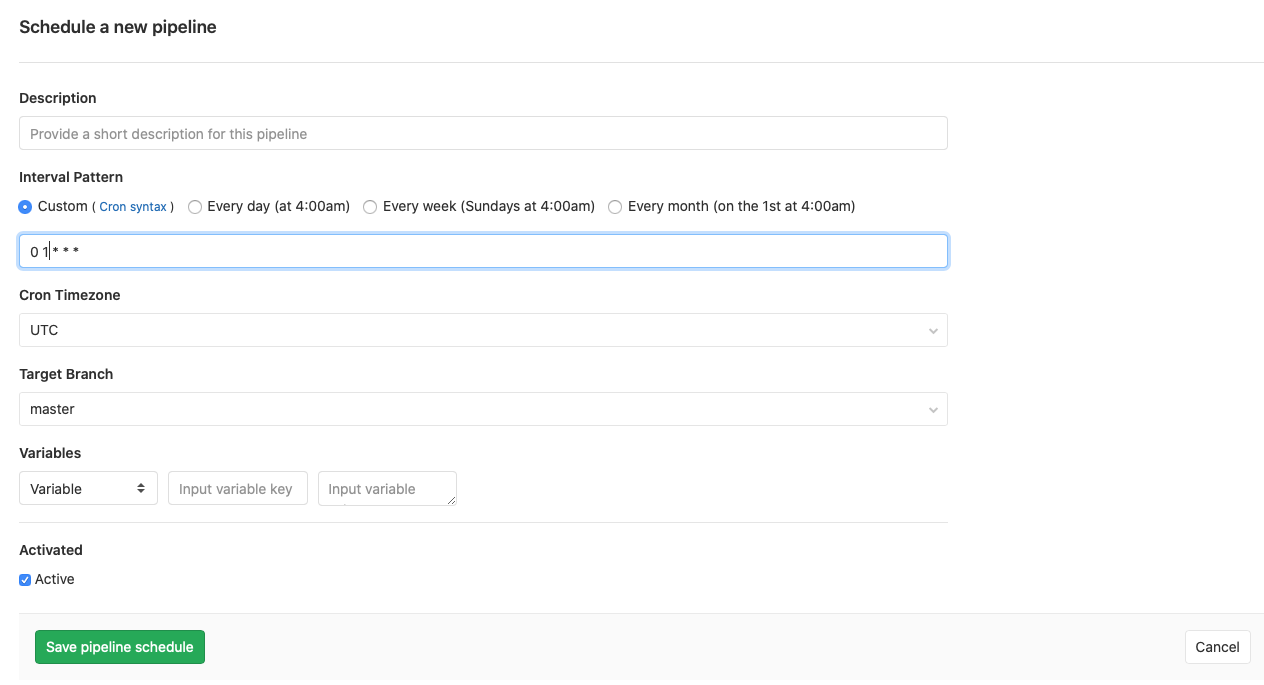 Schedule a new pipeline
Description
Provide a short description for this pipeline
Interval Pattern
Custom ( Cron syntax ) Every day (at 4:00am) Every week (Sundays at 4:00am) Every month (on the 1st at 4:00am)
0 1 * * *
Cron Timezone
UTC
Target Branch
master
Variables
Variable Input variable key Input variable
Activated
Active
Save pipeline schedule Cancel